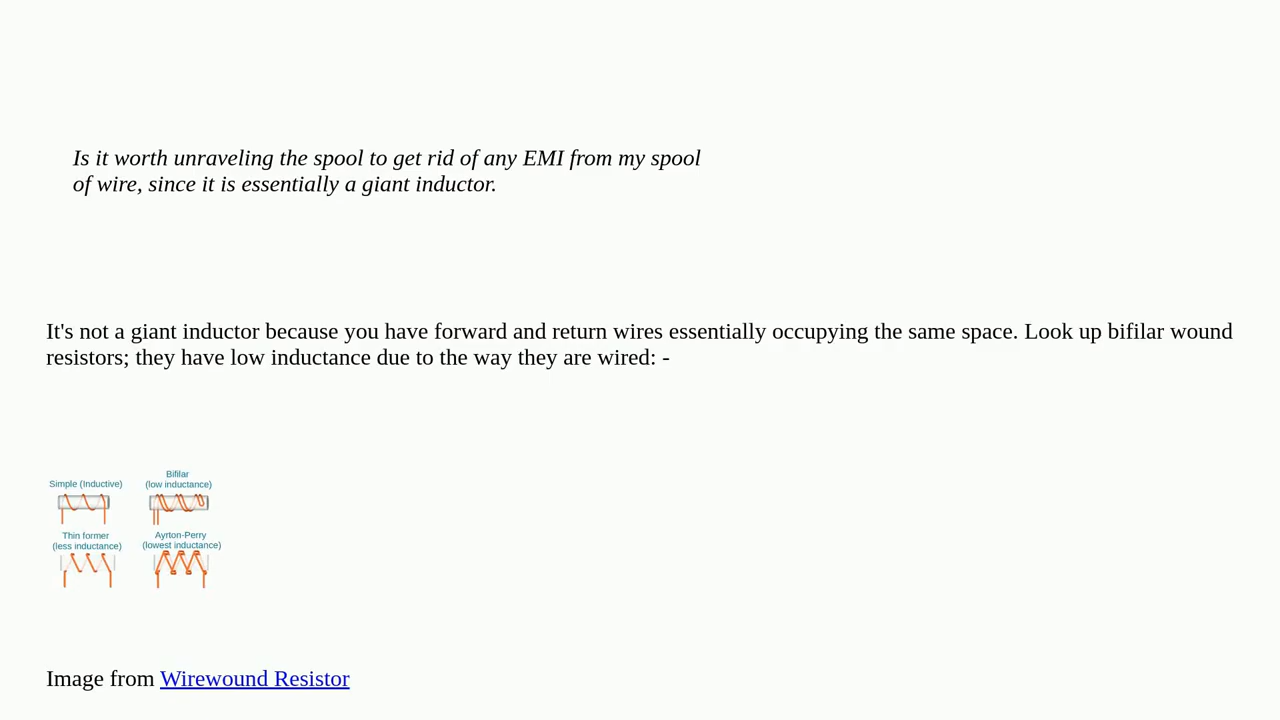 Is it worth unraveling the spool to get rid of any EMI from my spool
of wire, since it is essentially a giant inductor.
It's not a giant inductor because you have forward and return wires essentially occupying the same space. Look up bifilar wound
resistors; they have low inductance due to the way they are wired: -
Simple (Inductive)
Bifilar
(low inductance)
Thin former
(less inductance)
Ayrton-Perry
(lowest inductance)
Image from Wirewound Resistor